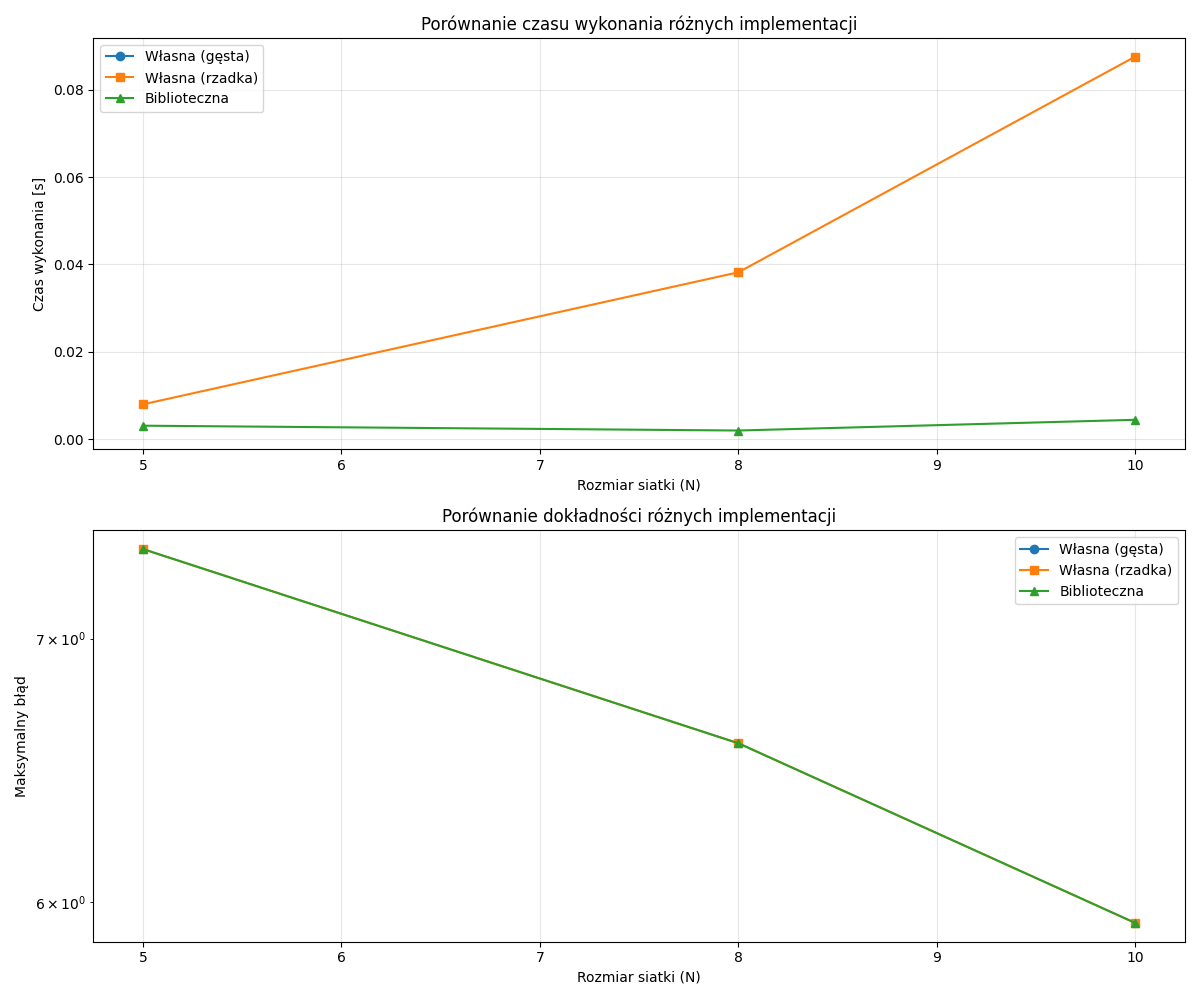 Porównanie czasu wykonania różnych implementacji
Własna (gęsta)
Własna (rzadka)
Biblioteczna
Czas wykonania [s]
0.08
0.06
0.04
0.02
0.00
5 6 7 8 9 10
Rozmiar siatki (N)
Porównanie dokładności różnych implementacji
Własna (gęsta)
Własna (rzadka)
Biblioteczna
Maksymalny błąd
7 × 10⁰
6 × 10⁰
5 6 7 8 9 10
Rozmiar siatki (N)